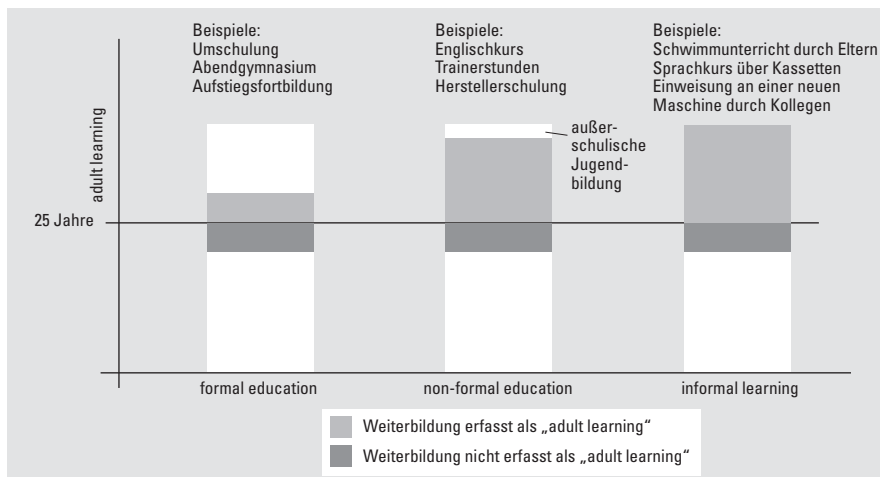 Beispiele:
Umschulung
Abendgymnasium
Aufstiegsfortbildung
Beispiele:
Englischkurs
Trainerstunden
Herstellerschulung
Beispiele:
Schwimmunterricht durch Eltern
Sprachkurs über Kassetten
Einweisung an einer neuen
Maschine durch Kollegen
außer-
schulische
Jugend-
bildung
adult learning
25 Jahre
formal education
non-formal education
informal learning
Weiterbildung erfasst als „adult learning“
Weiterbildung nicht erfasst als „adult learning“